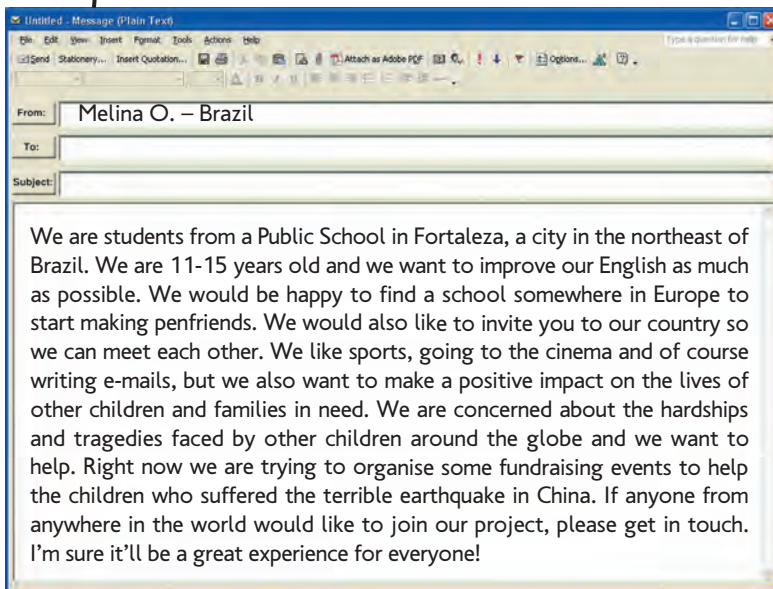 Untitled - Message (Plain Text)
File Edit View Insert Format Tools Actions Help
Type a question for help
Send Stationery... Insert Quotation... Attach as Adobe PDF Options...
From: Melina O. – Brazil
To:
Subject:
We are students from a Public School in Fortaleza, a city in the northeast of
Brazil. We are 11-15 years old and we want to improve our English as much
as possible. We would be happy to find a school somewhere in Europe to
start making penfriends. We would also like to invite you to our country so
we can meet each other. We like sports, going to the cinema and of course
writing e-mails, but we also want to make a positive impact on the lives of
other children and families in need. We are concerned about the hardships
and tragedies faced by other children around the globe and we want to
help. Right now we are trying to organise some fundraising events to help
the children who suffered the terrible earthquake in China. If anyone from
anywhere in the world would like to join our project, please get in touch.
I'm sure it'll be a great experience for everyone!